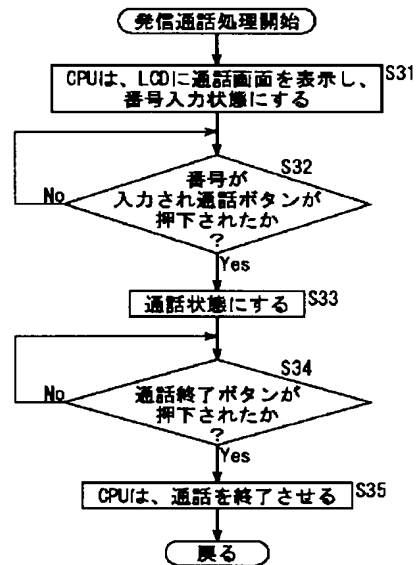 発信通話処理開始
CPUは、LCDに通話画面を表示し、
番号入力状態にする
S31
S32
番号が
入力され通話ボタンが
押下されたか
?
No
Yes
通話状態にする
S33
S34
通話終了ボタンが
押下されたか
?
No
Yes
CPUは、通話を終了させる
S35
戻る